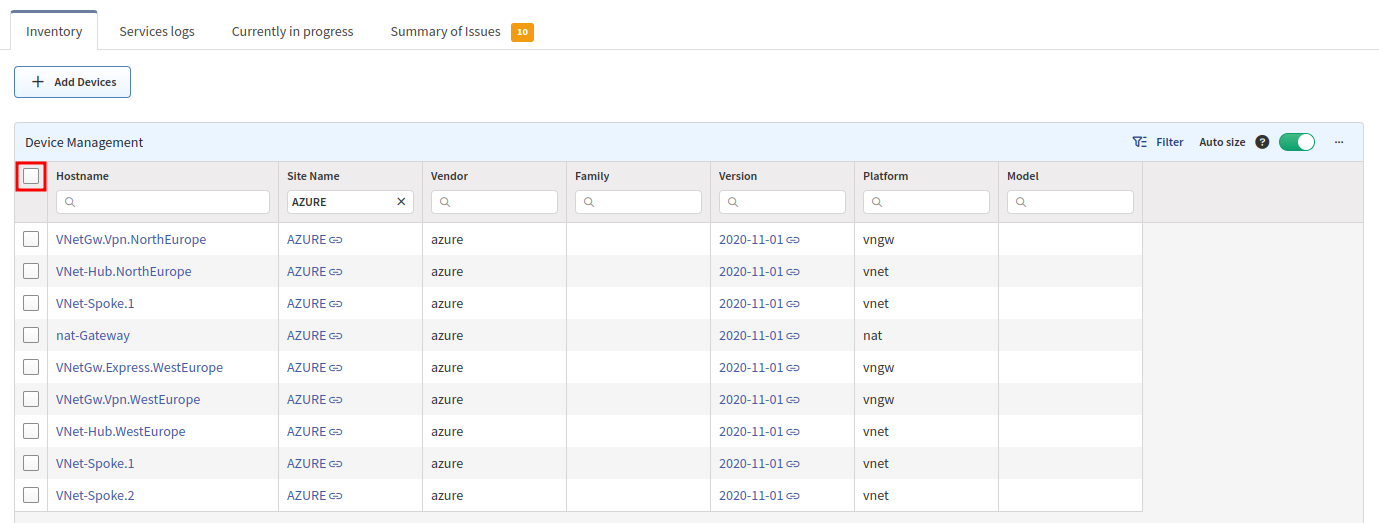 Inventory Services logs Currently in progress Summary of Issues 10
Add Devices
Device Management Filter Auto size ? ...
Hostname Site Name Vendor Family Version Platform Model
AZURE
VNetGw.Vpn.NorthEurope AZURE azure 2020-11-01 vngw
VNet-Hub.NorthEurope AZURE azure 2020-11-01 vnet
VNet-Spoke.1 AZURE azure 2020-11-01 vnet
nat-Gateway AZURE azure 2020-11-01 nat
VNetGw.Express.WestEurope AZURE azure 2020-11-01 vngw
VNetGw.Vpn.WestEurope AZURE azure 2020-11-01 vngw
VNet-Hub.WestEurope AZURE azure 2020-11-01 vnet
VNet-Spoke.1 AZURE azure 2020-11-01 vnet
VNet-Spoke.2 AZURE azure 2020-11-01 vnet